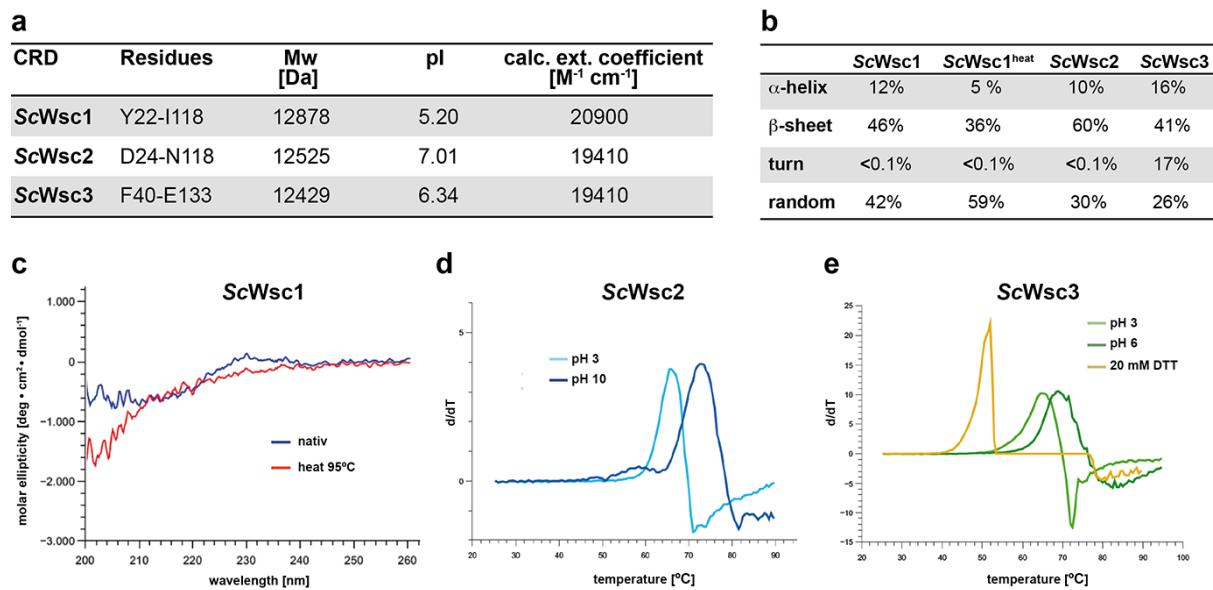 a
CRD Residues Mw [Da] pI calc. ext. coefficient [M⁻¹ cm⁻¹]
ScWsc1 Y22-I118 12878 5.20 20900
ScWsc2 D24-N118 12525 7.01 19410
ScWsc3 F40-E133 12429 6.34 19410
b
ScWsc1 ScWsc1heat ScWsc2 ScWsc3
α-helix 12% 5 % 10% 16%
β-sheet 46% 36% 60% 41%
turn <0.1% <0.1% <0.1% 17%
random 42% 59% 30% 26%
c
ScWsc1
molar ellipticity [deg • cm² • dmol⁻¹]
1.000
0
-1.000
-2.000
-3.000
nativ
heat 95ºC
200 210 220 230 240 250 260
wavelength [nm]
d
ScWsc2
d/dT
5
0
pH 3
pH 10
20 30 40 50 60 70 80 90
temperature [ºC]
e
ScWsc3
d/dT
25
20
15
10
5
0
−5
−10
−15
pH 3
pH 6
20 mM DTT
20 30 40 50 60 70 80 90 100
temperature [ºC]